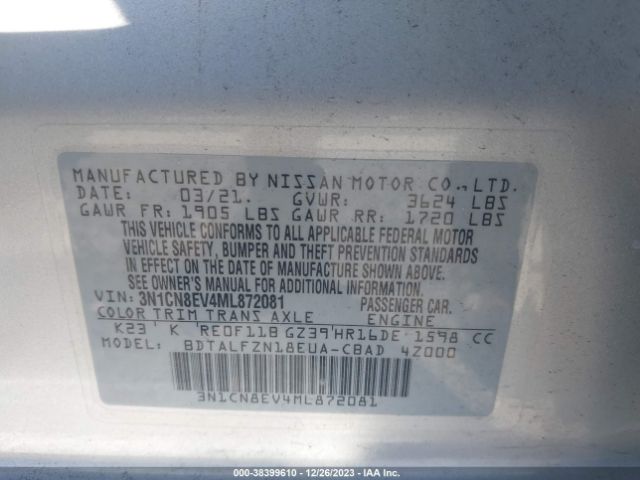 MANUFACTURED BY NISSAN MOTOR CO., LTD.
DATE: 03/21. GVWR: 3624 LBS
GAWR FR: 1905 LBS GAWR RR: 1720 LBS
THIS VEHICLE CONFORMS TO ALL APPLICABLE FEDERAL MOTOR
VEHICLE SAFETY, BUMPER AND THEFT PREVENTION STANDARDS
IN EFFECT ON THE DATE OF MANUFACTURE SHOWN ABOVE.
SEE OWNER'S MANUAL FOR ADDITIONAL INFORMATION.
VIN: 3N1CN8EV4ML872081 PASSENGER CAR.
COLOR TRIM TRANS AXLE ENGINE
K23 K RE0F11B GZ39 HR16DE 1598 CC
MODEL: BDTALFZN18EUA-CBAD 4Z000
3N1CN8EV4ML872081
000-38399610 - 12/26/2023 - IAA Inc.